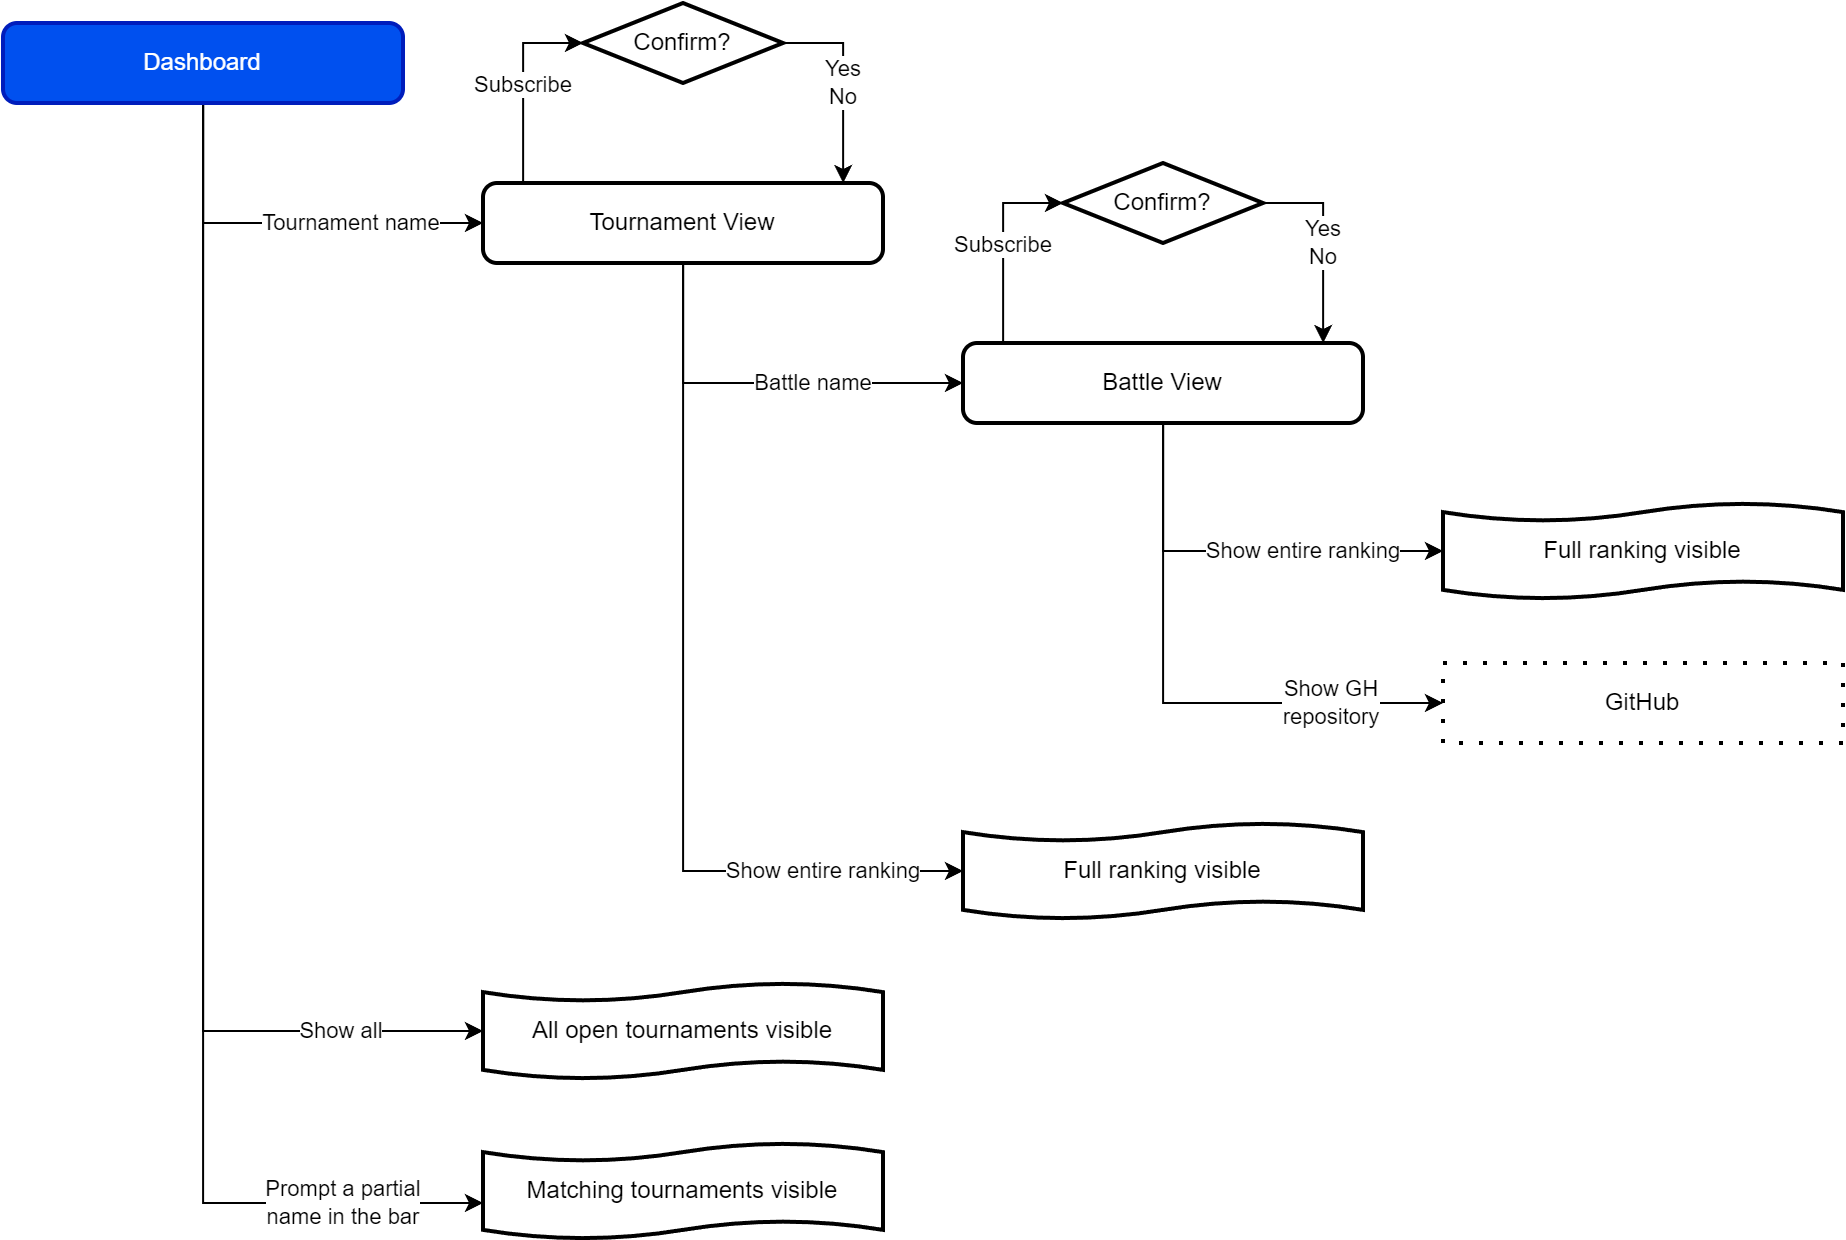 Dashboard
Confirm?
Subscribe
Yes
No
Tournament name
Tournament View
Confirm?
Subscribe
Yes
No
Battle name
Battle View
Show entire ranking
Full ranking visible
Show GH
repository
GitHub
Show entire ranking
Full ranking visible
Show all
All open tournaments visible
Prompt a partial
name in the bar
Matching tournaments visible